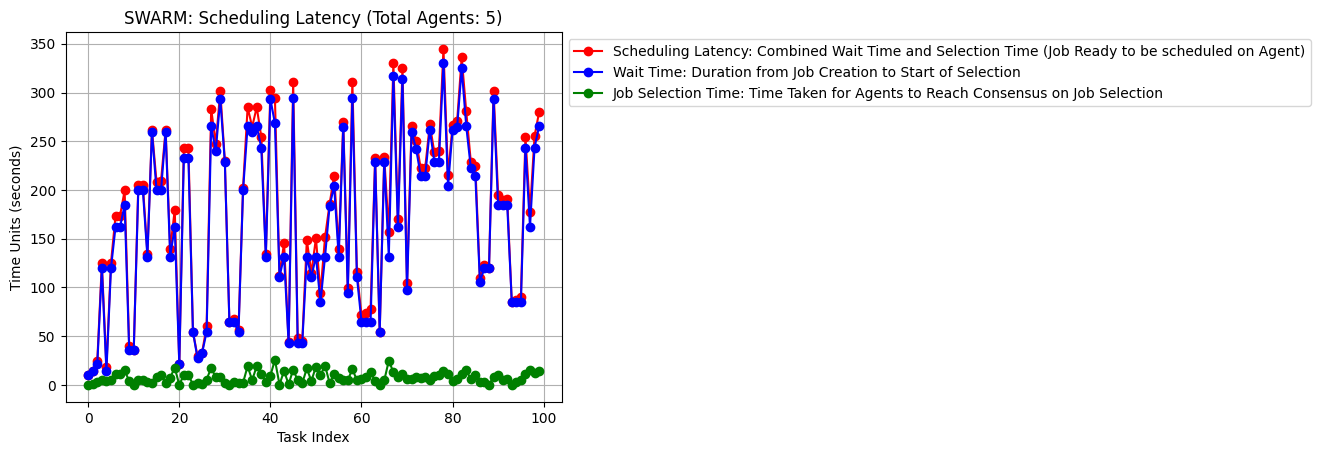 SWARM: Scheduling Latency (Total Agents: 5)
350
300
250
200
150
100
50
0
Time Units (seconds)
0 20 40 60 80 100
Task Index
Scheduling Latency: Combined Wait Time and Selection Time (Job Ready to be scheduled on Agent)
Wait Time: Duration from Job Creation to Start of Selection
Job Selection Time: Time Taken for Agents to Reach Consensus on Job Selection